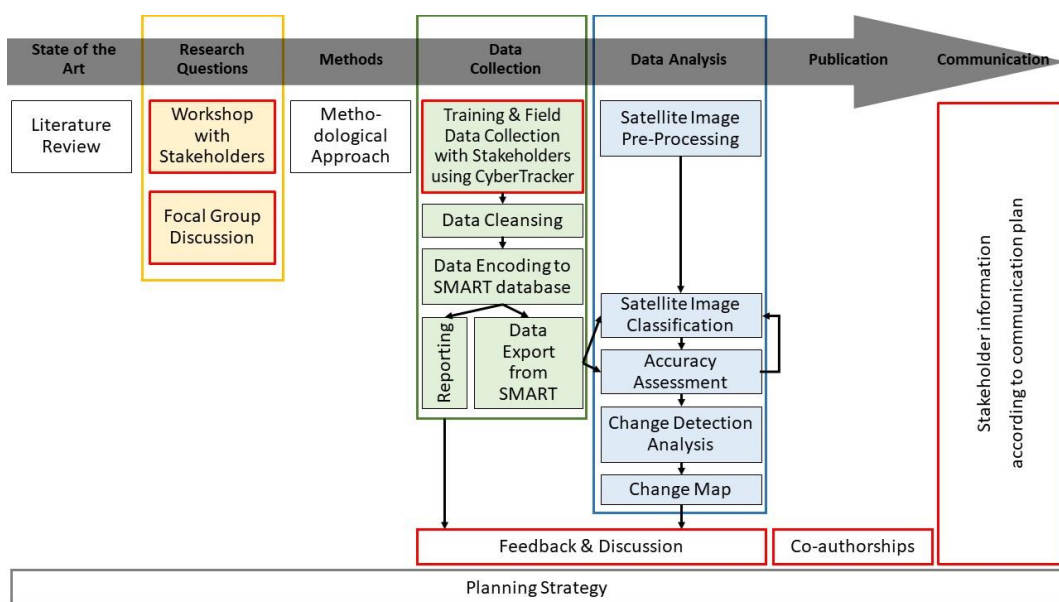 State of the
Art
Research
Questions
Methods
Data
Collection
Data Analysis
Publication
Communication
Literature
Review
Workshop
with
Stakeholders
Focal Group
Discussion
Metho-
dological
Approach
Training & Field
Data Collection
with Stakeholders
using CyberTracker
Data Cleansing
Data Encoding to
SMART database
Reporting
Data
Export
from
SMART
Satellite Image
Pre-Processing
Satellite Image
Classification
Accuracy
Assessment
Change Detection
Analysis
Change Map
Feedback & Discussion
Co-authorships
Stakeholder information
according to communication plan
Planning Strategy